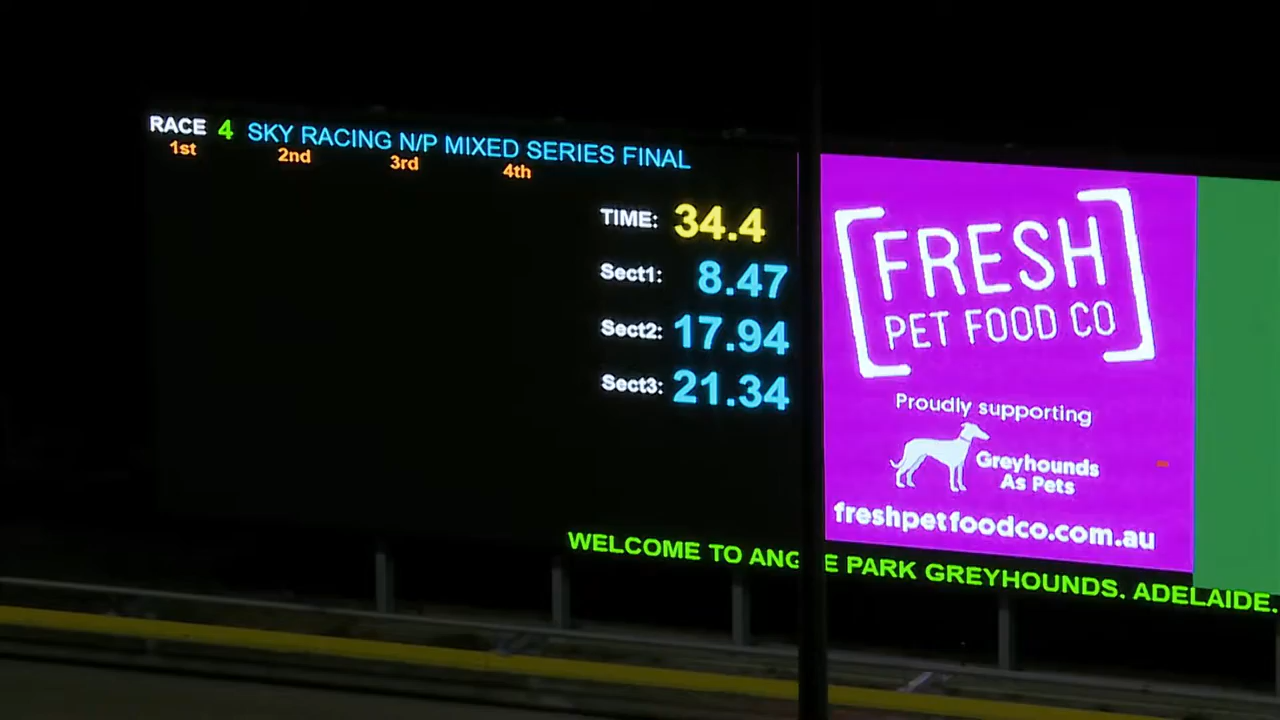 RACE 4 SKY RACING N/P MIXED SERIES FINAL
1st 2nd 3rd 4th
TIME: 34.4
Sect1: 8.47
Sect2: 17.94
Sect3: 21.34
FRESH
PET FOOD CO
Proudly supporting
Greyhounds
As Pets
freshpetfoodco.com.au
WELCOME TO ANG E PARK GREYHOUNDS. ADELAIDE.